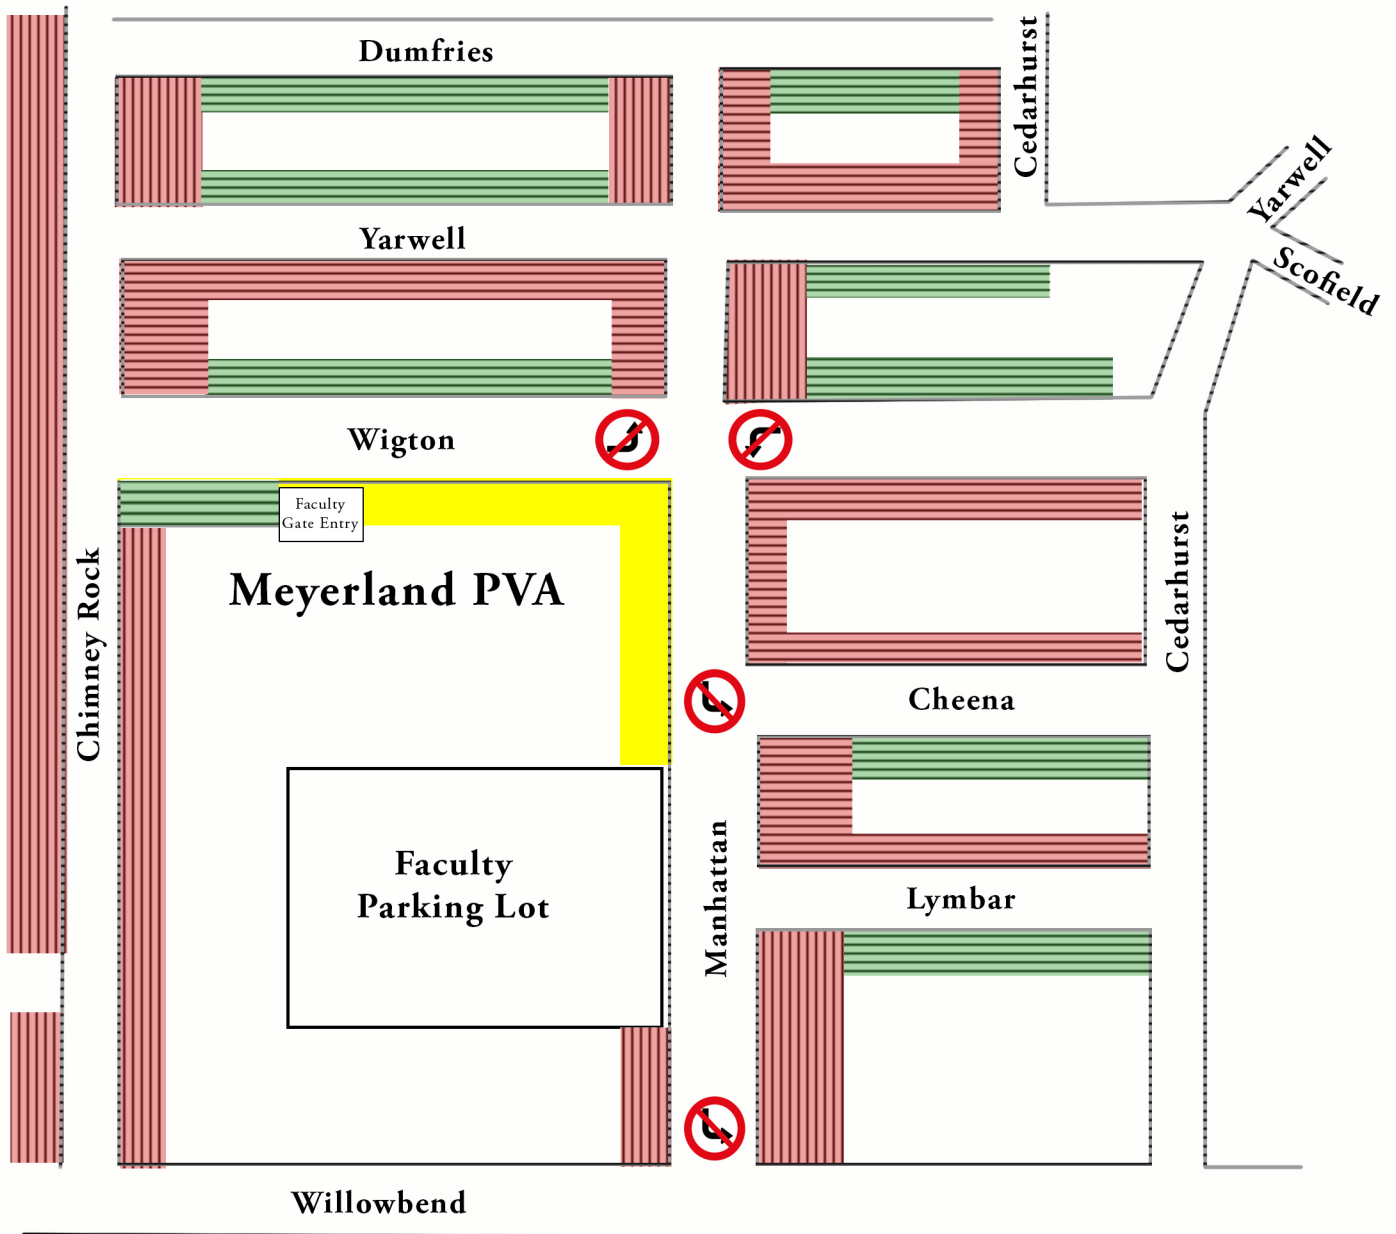 Dumfries
Cedarhurst
Yarwell
Scofield
Yarwell
Wigton
Faculty
Gate Entry
Meyerland PVA
Chimney Rock
Cedarhurst
Cheena
Faculty
Parking Lot
Manhattan
Lymbar
Willowbend